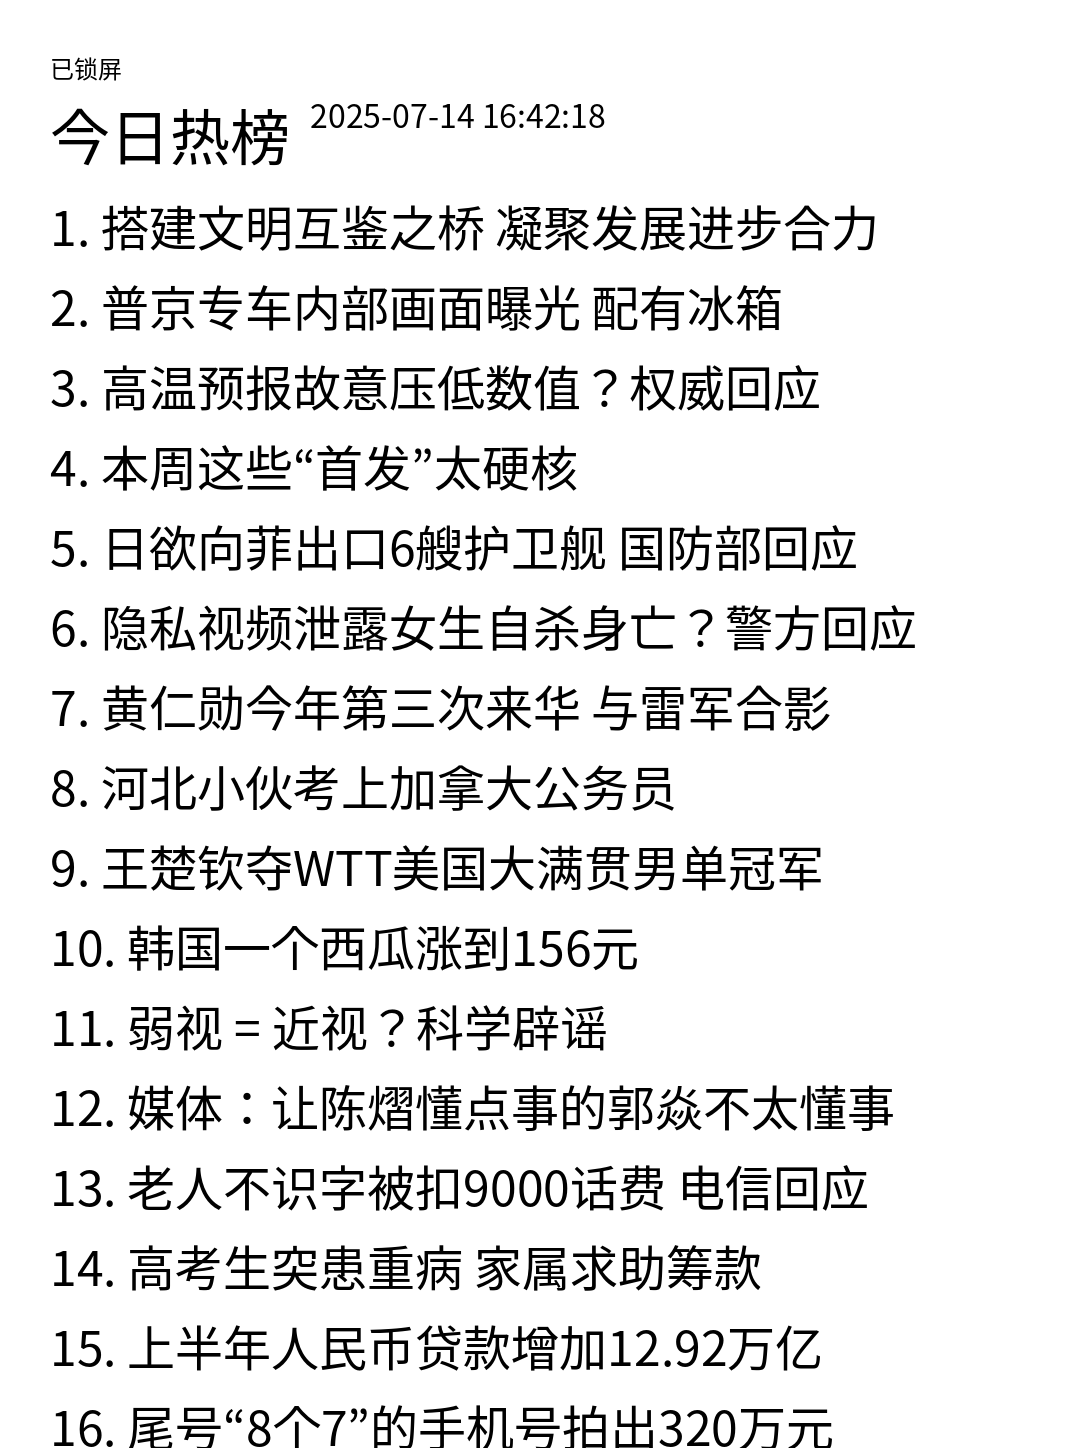 已锁屏
今日热榜 2025-07-14 16:42:18
1. 搭建文明互鉴之桥 凝聚发展进步合力
2. 普京专车内部画面曝光 配有冰箱
3. 高温预报故意压低数值？权威回应
4. 本周这些“首发”太硬核
5. 日欲向菲出口6艘护卫舰 国防部回应
6. 隐私视频泄露女生自杀身亡？警方回应
7. 黄仁勋今年第三次来华 与雷军合影
8. 河北小伙考上加拿大公务员
9. 王楚钦夺WTT美国大满贯男单冠军
10. 韩国一个西瓜涨到156元
11. 弱视 = 近视？科学辟谣
12. 媒体：让陈熠懂点事的郭焱不太懂事
13. 老人不识字被扣9000话费 电信回应
14. 高考生突患重病 家属求助筹款
15. 上半年人民币贷款增加12.92万亿
16. 尾号“8个7”的手机号拍出320万元